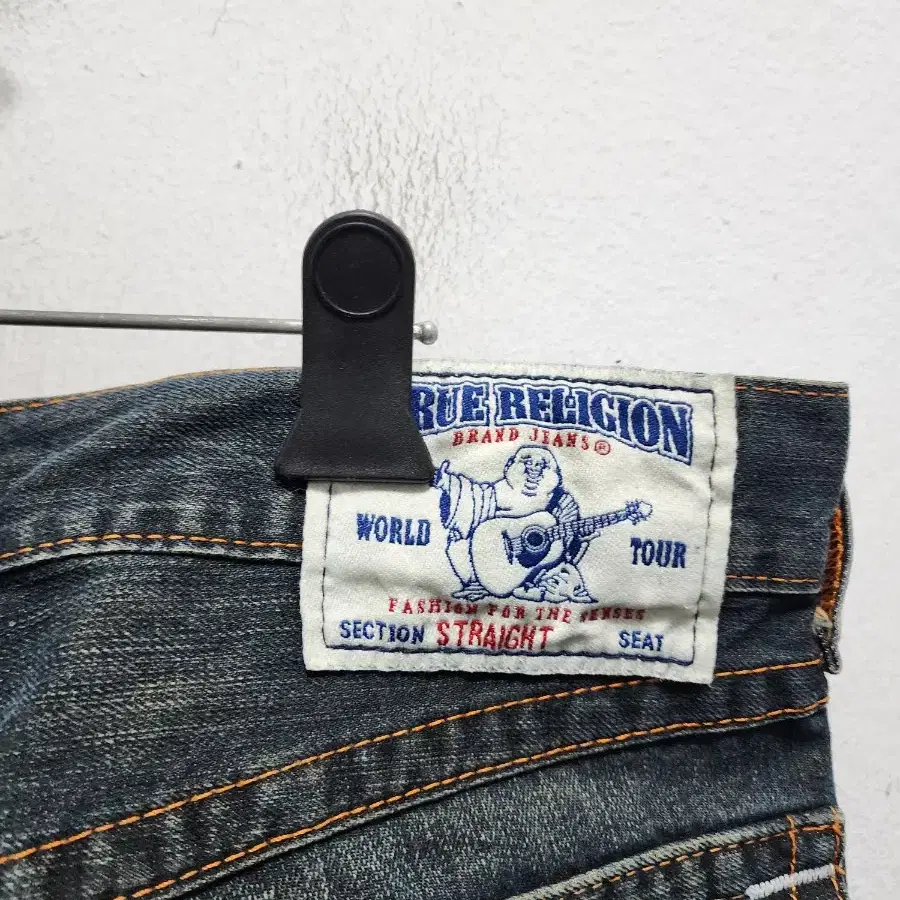 RUE RELIGION
BRAND JEANS®
WORLD TOUR
FASHION FOR THE SENSES
SECTION STRAIGHT SEAT